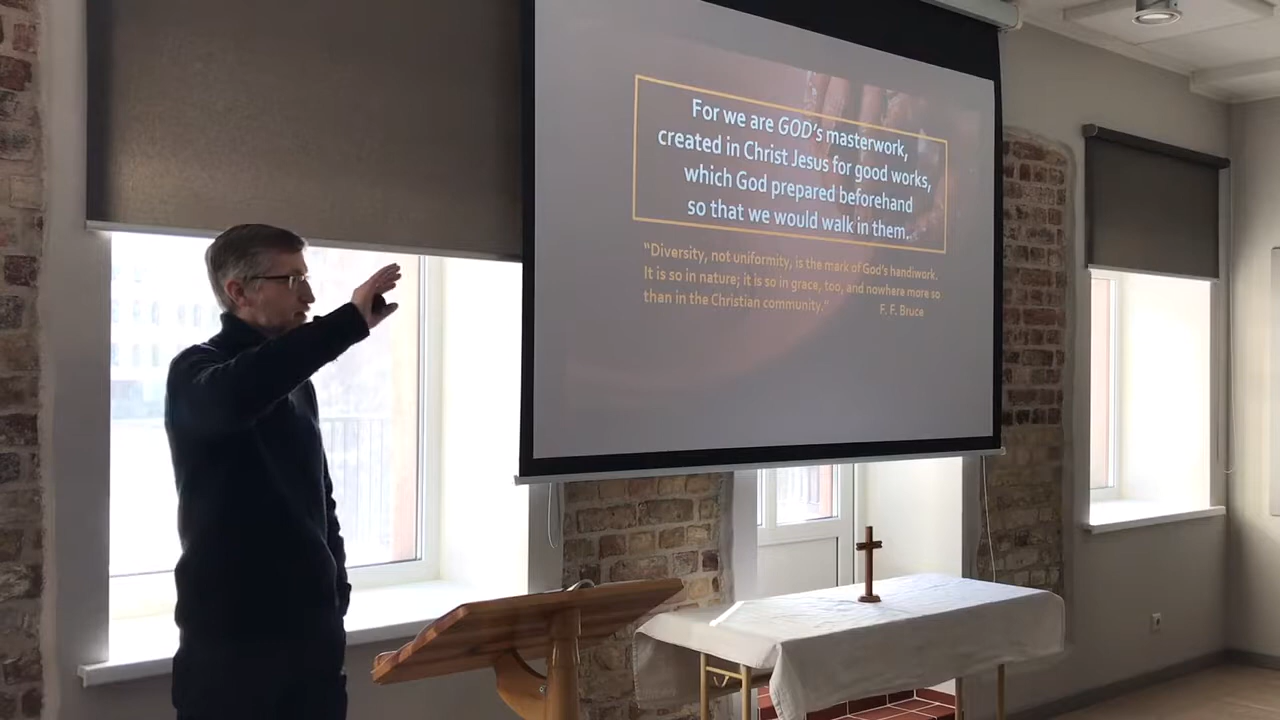 For we are GOD's masterwork,
created in Christ Jesus for good works,
which God prepared beforehand
so that we would walk in them.
"Diversity, not uniformity, is the mark of God's handiwork.
It is so in nature; it is so in grace, too, and nowhere more so
than in the Christian community." F. F. Bruce